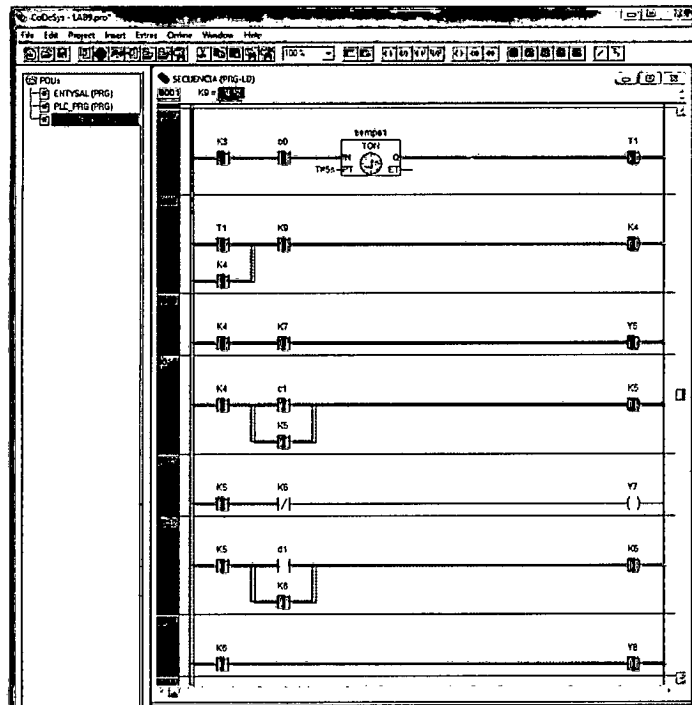 CoDeSys - LAB9.pro*
File Edit Project Insert Extras Online Window Help
100 %
POUs
ENTYSAL (PRG)
PLC_PRG (PRG)
SECUENCIA (PRG-LD)
0001 K0 =
K3 b0 tempo1 T1
TON
IN Q
T#5s PT ET
T1 K9 K4
K4
K4 K7 Y6
K4 c1 K5
K5
K5 K6 Y7
K5 d1 K6
K6
K6 Y8